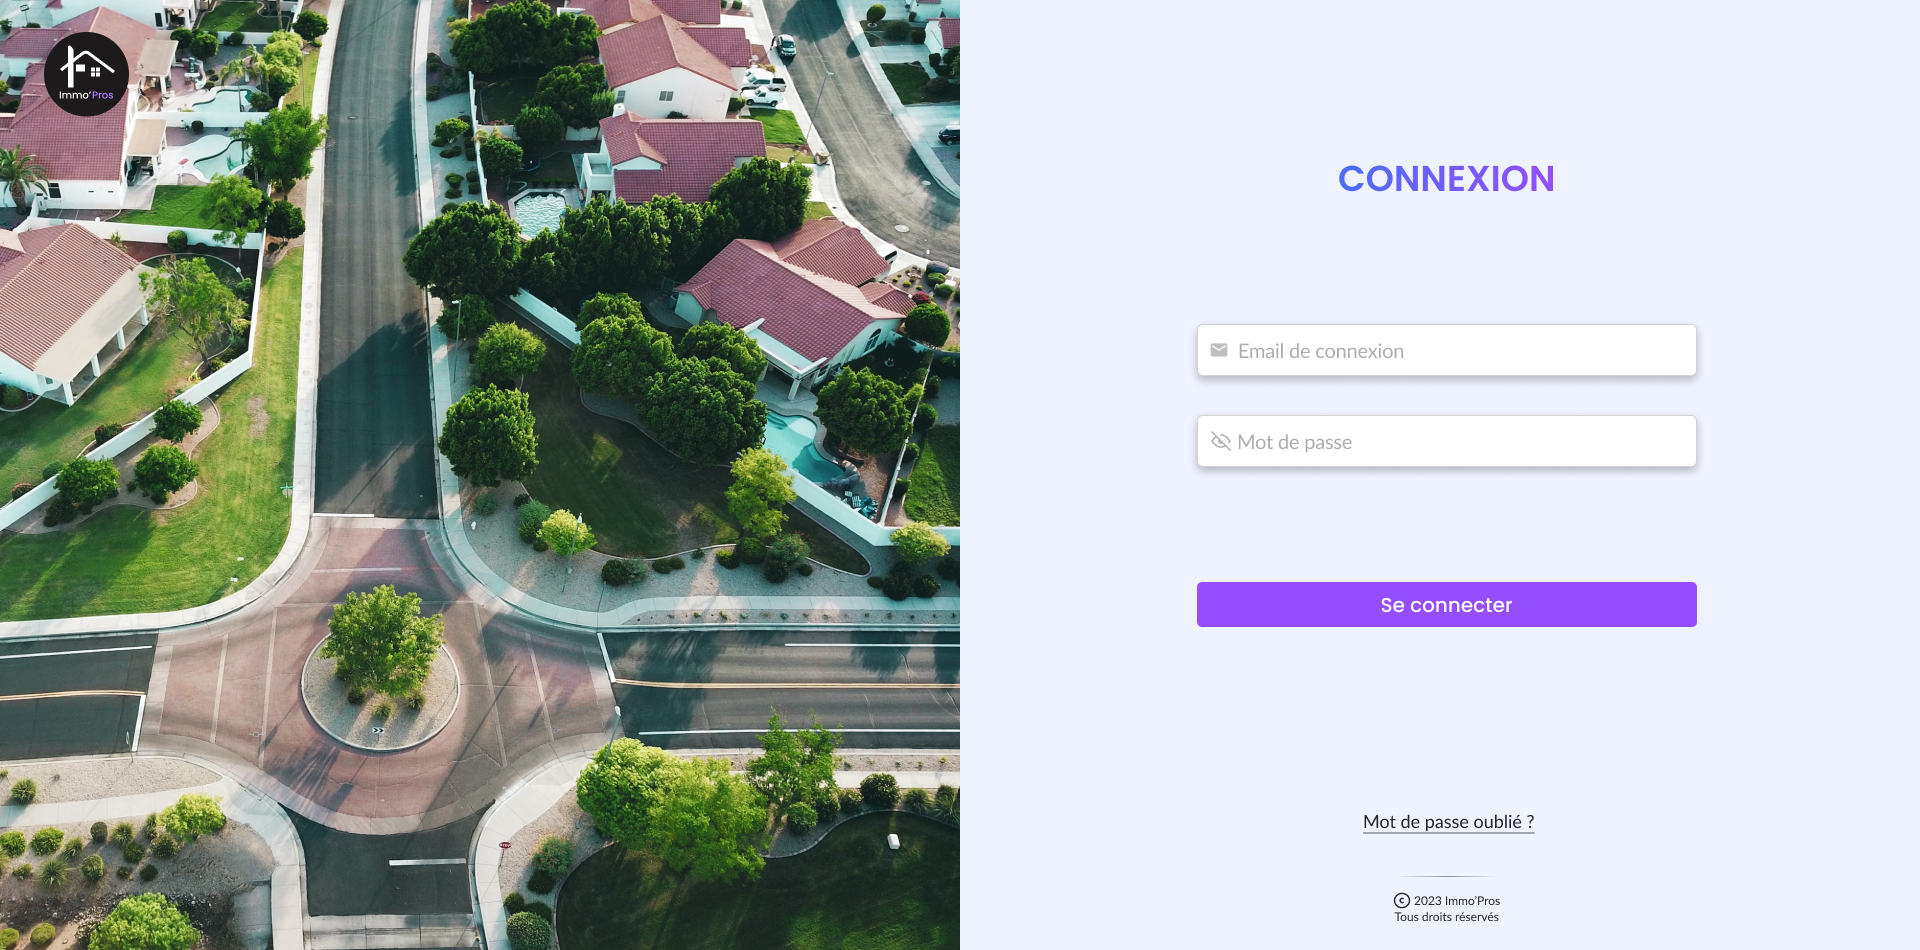 Immo'Pros
CONNEXION
Email de connexion
Mot de passe
Se connecter
Mot de passe oublié ?
© 2023 Immo'Pros
Tous droits réservés